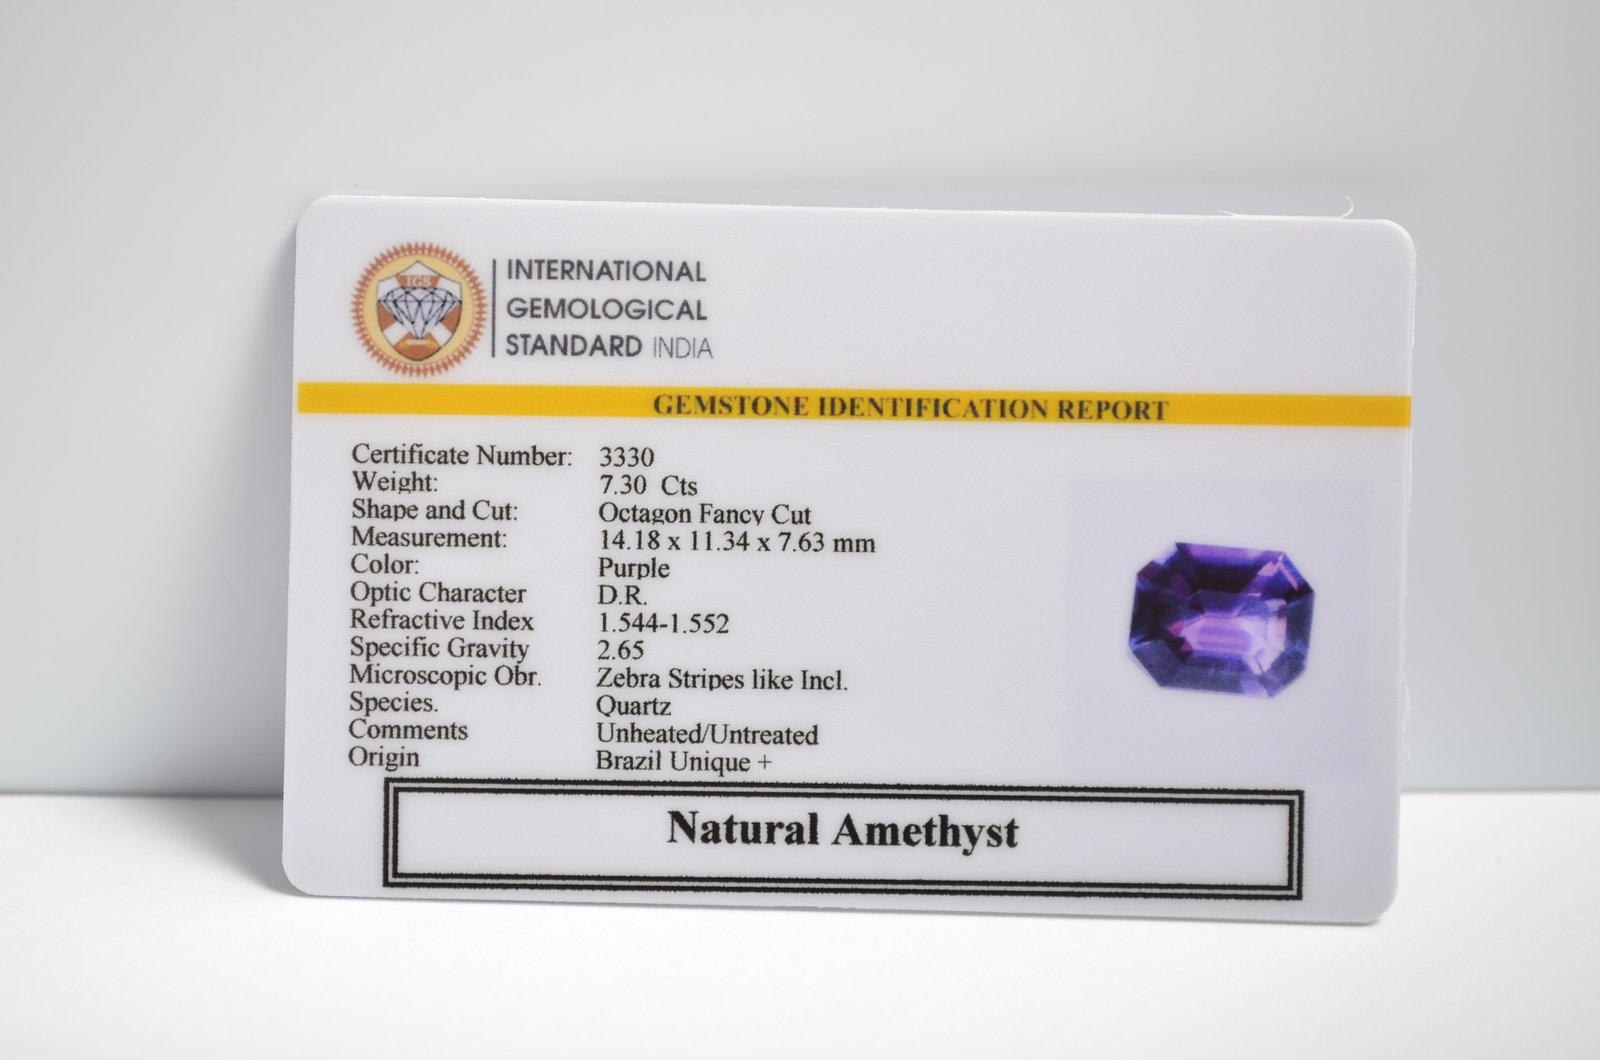 IGS
INTERNATIONAL
GEMOLOGICAL
STANDARD INDIA
GEMSTONE IDENTIFICATION REPORT
Certificate Number: 3330
Weight: 7.30 Cts
Shape and Cut: Octagon Fancy Cut
Measurement: 14.18 x 11.34 x 7.63 mm
Color: Purple
Optic Character D.R.
Refractive Index 1.544-1.552
Specific Gravity 2.65
Microscopic Obr. Zebra Stripes like Incl.
Species. Quartz
Comments Unheated/Untreated
Origin Brazil Unique +
Natural Amethyst